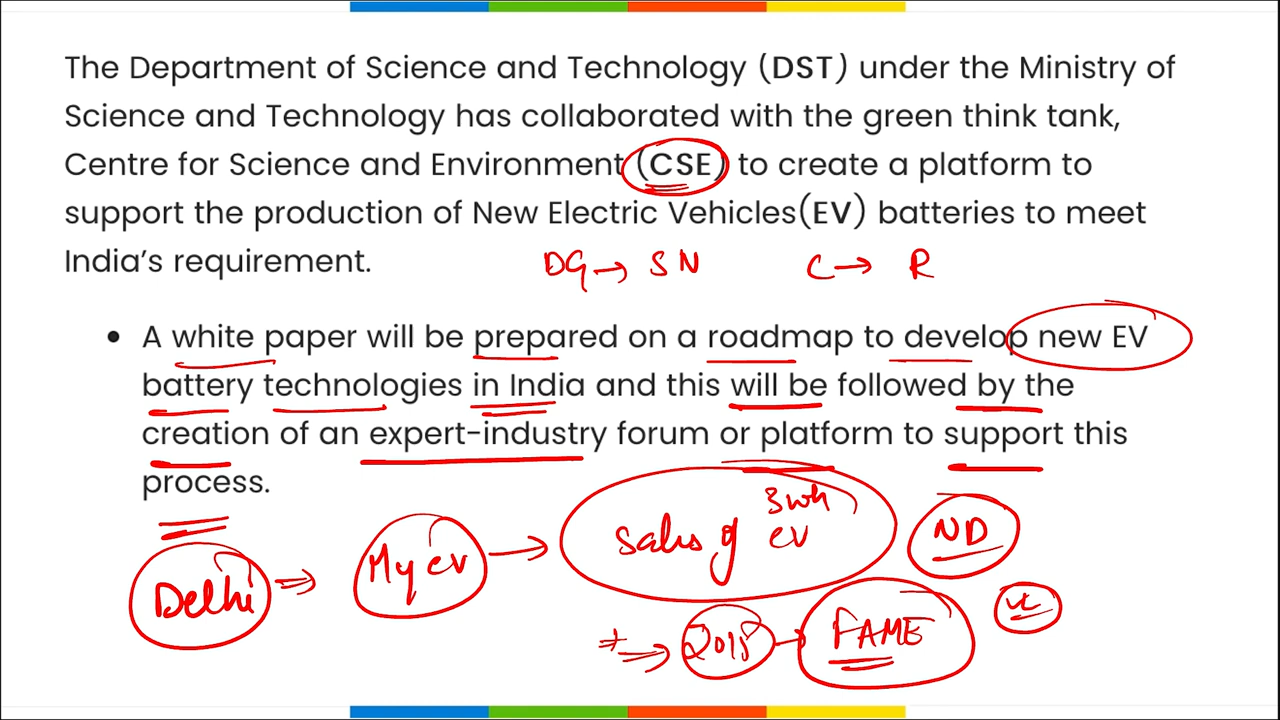 The Department of Science and Technology (DST) under the Ministry of
Science and Technology has collaborated with the green think tank,
Centre for Science and Environment (CSE) to create a platform to
support the production of New Electric Vehicles(EV) batteries to meet
India's requirement.
DG → SN C → R
• A white paper will be prepared on a roadmap to develop new EV
battery technologies in India and this will be followed by the
creation of an expert-industry forum or platform to support this
process.
Delhi ⇒ My ev → Sales of 3wh ev ND
2015 → FAME